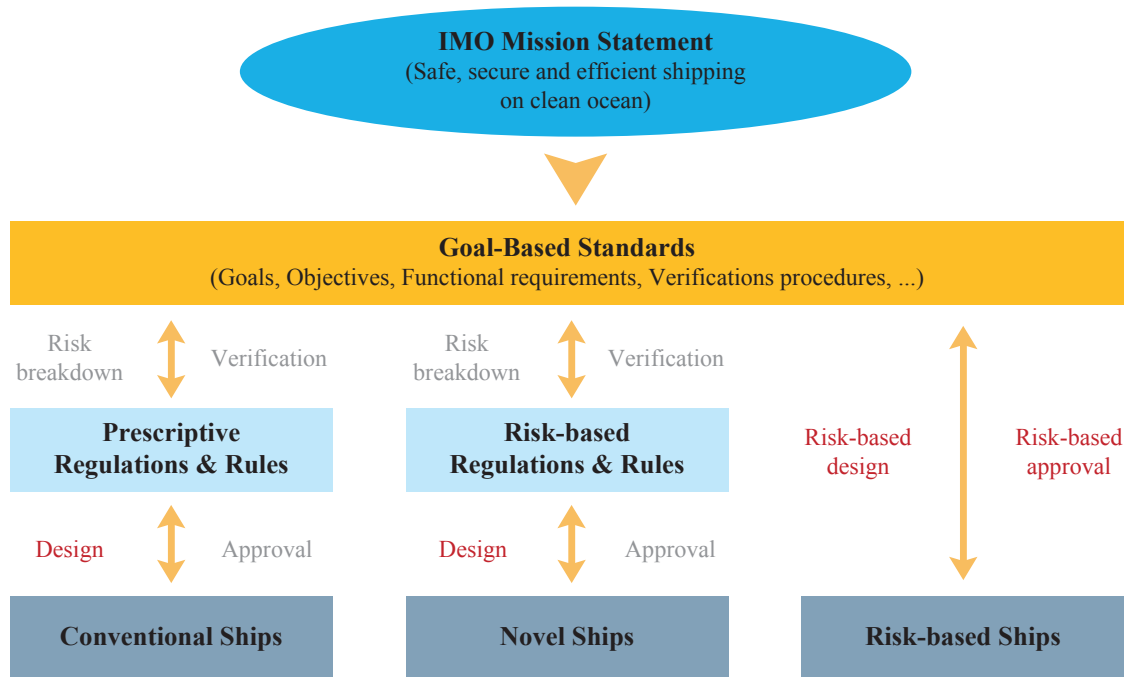 IMO Mission Statement
(Safe, secure and efficient shipping
on clean ocean)
Goal-Based Standards
(Goals, Objectives, Functional requirements, Verifications procedures, ...)
Risk
breakdown
Verification
Risk
breakdown
Verification
Prescriptive
Regulations & Rules
Risk-based
Regulations & Rules
Risk-based
design
Risk-based
approval
Design
Approval
Design
Approval
Conventional Ships
Novel Ships
Risk-based Ships